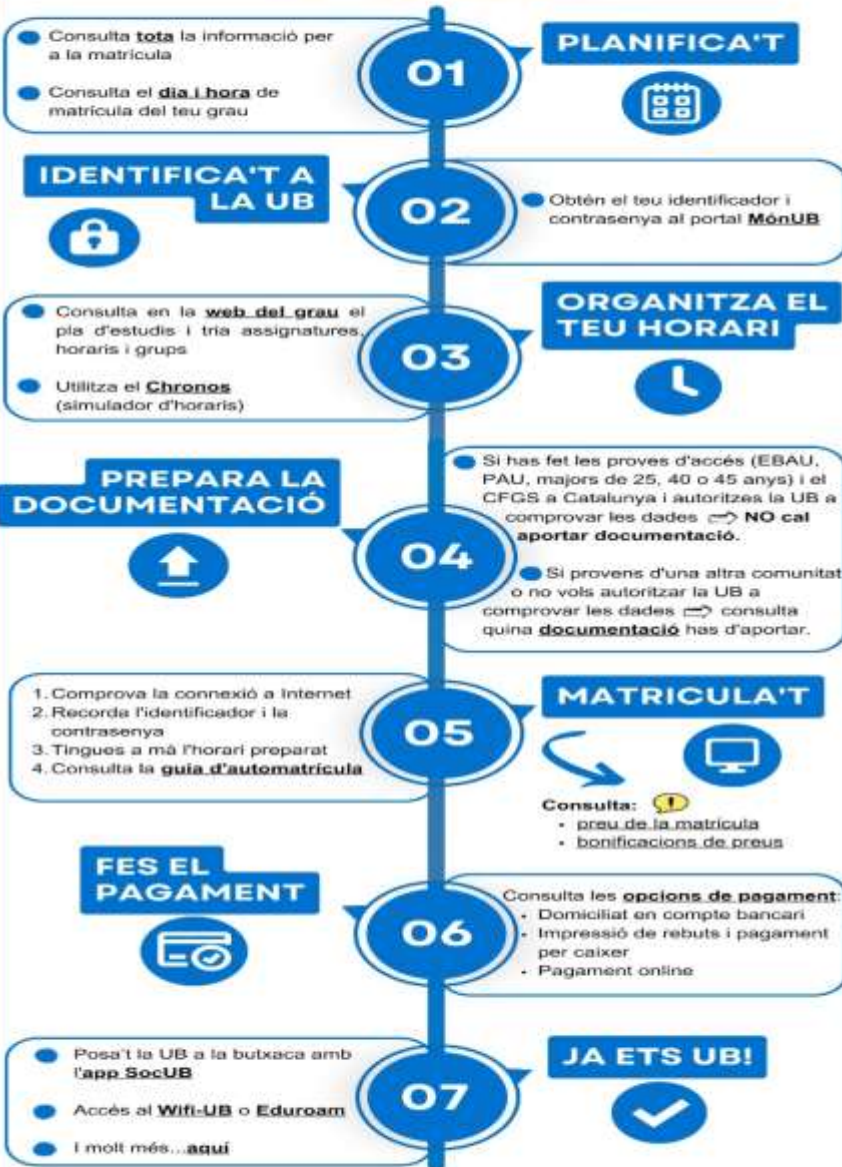 Consulta tota la informació per
a la matrícula
Consulta el dia i hora de
matrícula del teu grau
01
PLANIFICA'T
IDENTIFICA'T A
LA UB
02
Obtén el teu identificador i
contrasenya al portal MónUB
Consulta en la web del grau el
pla d'estudis i tria assignatures,
horaris i grups
Utilitza el Chronos
(simulador d'horaris)
03
ORGANITZA EL
TEU HORARI
PREPARA LA
DOCUMENTACIÓ
04
Si has fet les proves d'accés (EBAU,
PAU, majors de 25, 40 o 45 anys) i el
CFGS a Catalunya i autoritzes la UB a
comprovar les dades ⇨ NO cal
aportar documentació.
Si provens d'una altra comunitat
o no vols autoritzar la UB a
comprovar les dades ⇨ consulta
quina documentació has d'aportar.
1. Comprova la connexió a Internet
2. Recorda l'identificador i la
contrasenya
3. Tingues a mà l'horari preparat
4. Consulta la guia d'automatrícula
05
MATRICULA'T
Consulta:
• preu de la matrícula
• bonificacions de preus
FES EL
PAGAMENT
06
Consulta les opcions de pagament:
• Domiciliat en compte bancari
• Impressió de rebuts i pagament
per caixer
• Pagament online
Posa't la UB a la butxaca amb
l'app SocUB
Accés al Wifi-UB o Eduroam
I molt més...aquí
07
JA ETS UB!